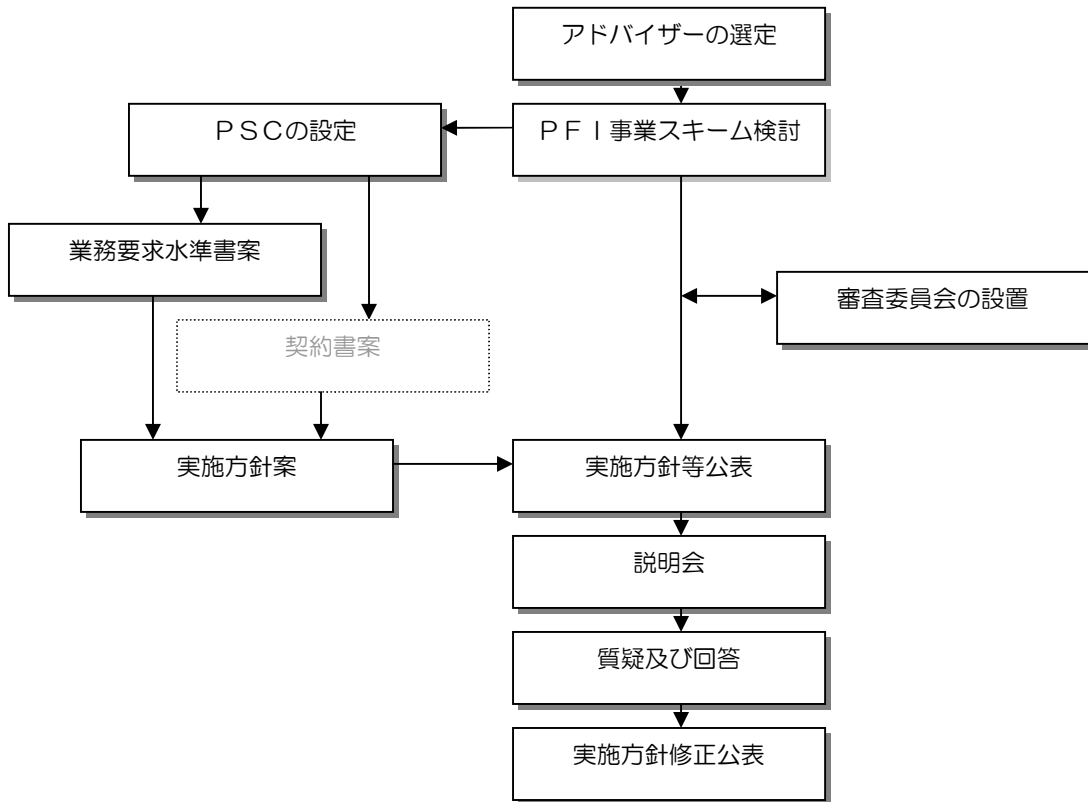 アドバイザーの選定
ＰＳＣの設定
ＰＦＩ事業スキーム検討
業務要求水準書案
審査委員会の設置
契約書案
実施方針案
実施方針等公表
説明会
質疑及び回答
実施方針修正公表